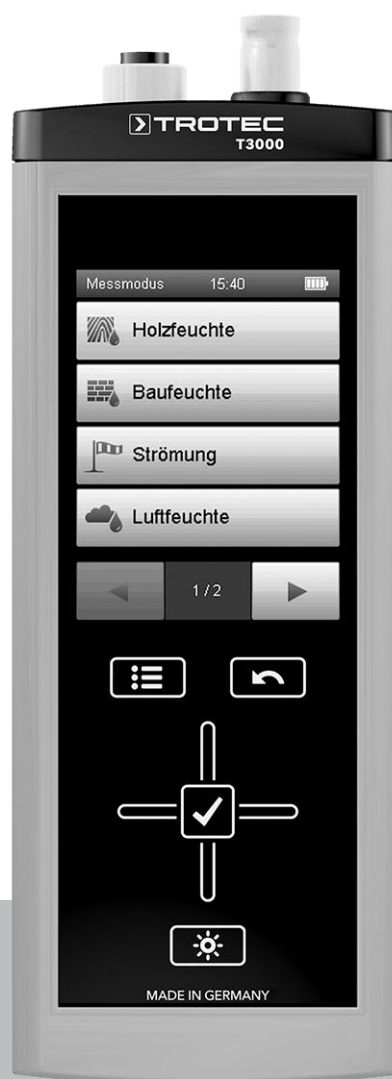 TROTEC
T3000
Messmodus 15:40
Holzfeuchte
Baufeuchte
Strömung
Luftfeuchte
1/2
MADE IN GERMANY